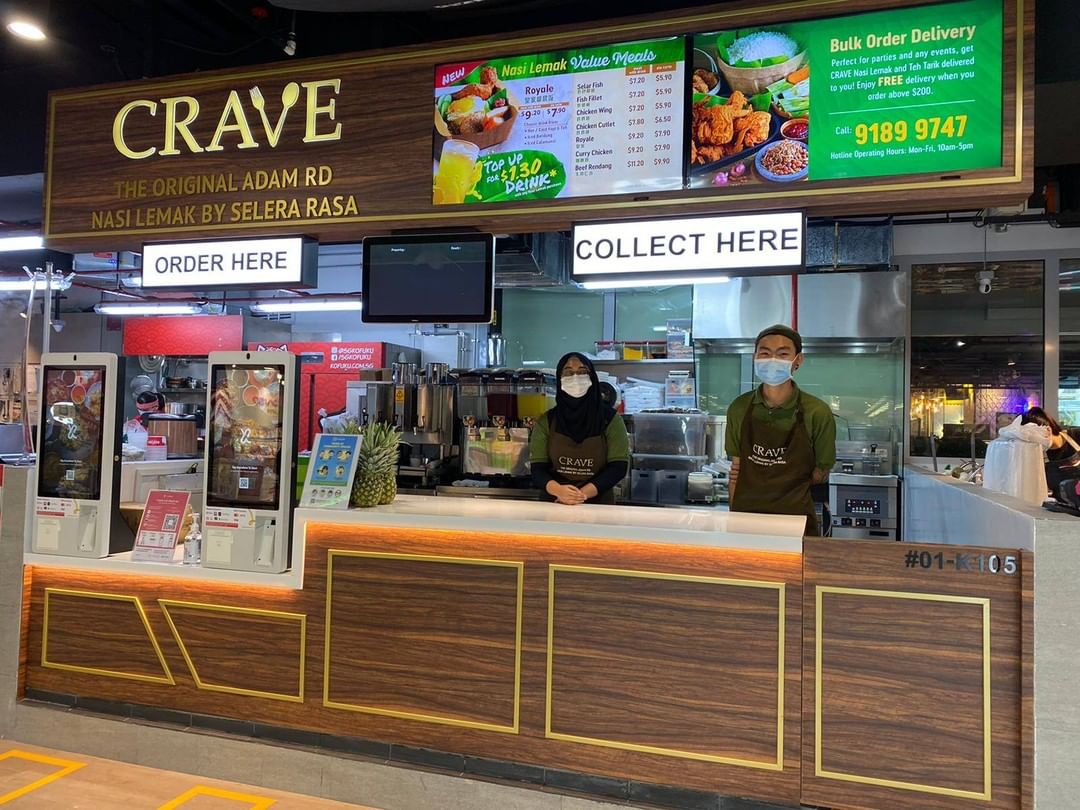 CRAVE
THE ORIGINAL ADAM RD
NASI LEMAK BY SELERA RASA
NEW
Nasi Lemak Value Meals
Royale
$9.20
$7.90
TOP UP
FOR $1.30
DRINK*
Selar Fish $7.20 $5.90
Fish Fillet $7.20 $5.90
Chicken Wing $7.20 $5.90
Chicken Cutlet $7.80 $6.50
Royale $9.20 $7.90
Curry Chicken $9.20 $7.90
Beef Rendang $11.20 $9.90
Bulk Order Delivery
Perfect for parties and any events, get
CRAVE Nasi Lemak and Teh Tarik delivered
to you! Enjoy FREE delivery when you
order above $200.
Call: 9189 9747
Hotline Operating Hours: Mon-Fri, 10am-5pm
ORDER HERE
COLLECT HERE
@SGKOFUKU
/SGKOFUKU
KOFUKU.COM.SG
CRAVE
CRAVE
#01-K105